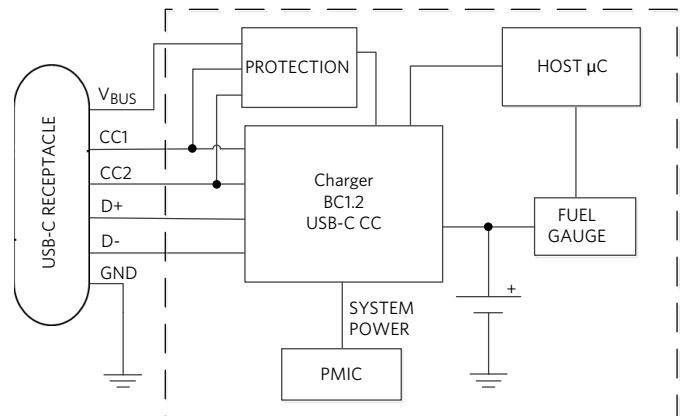 USB-C RECEPTACLE
VBUS
CC1
CC2
D+
D-
GND
PROTECTION
HOST μC
Charger
BC1.2
USB-C CC
FUEL
GAUGE
+
SYSTEM
POWER
PMIC